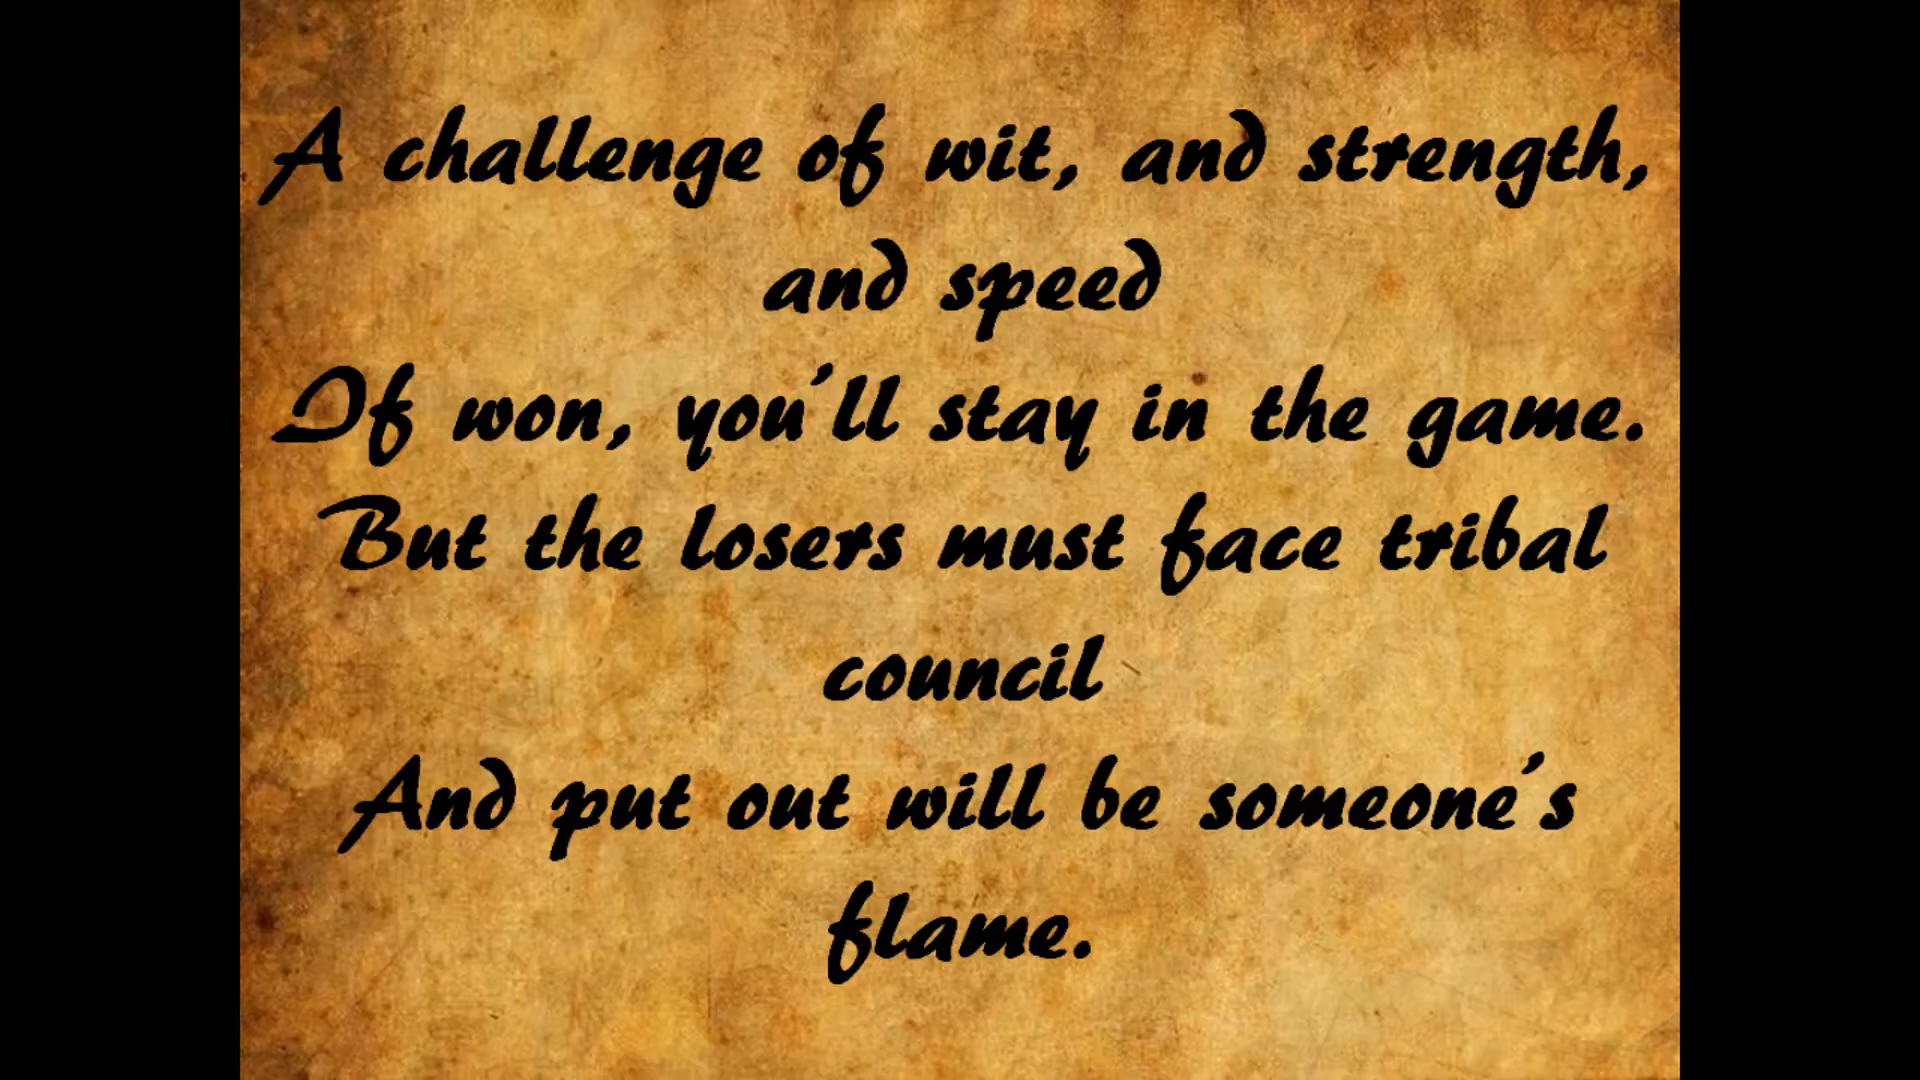 A challenge of wit, and strength,
and speed
If won, you'll stay in the game.
But the losers must face tribal
council
And put out will be someone's
flame.